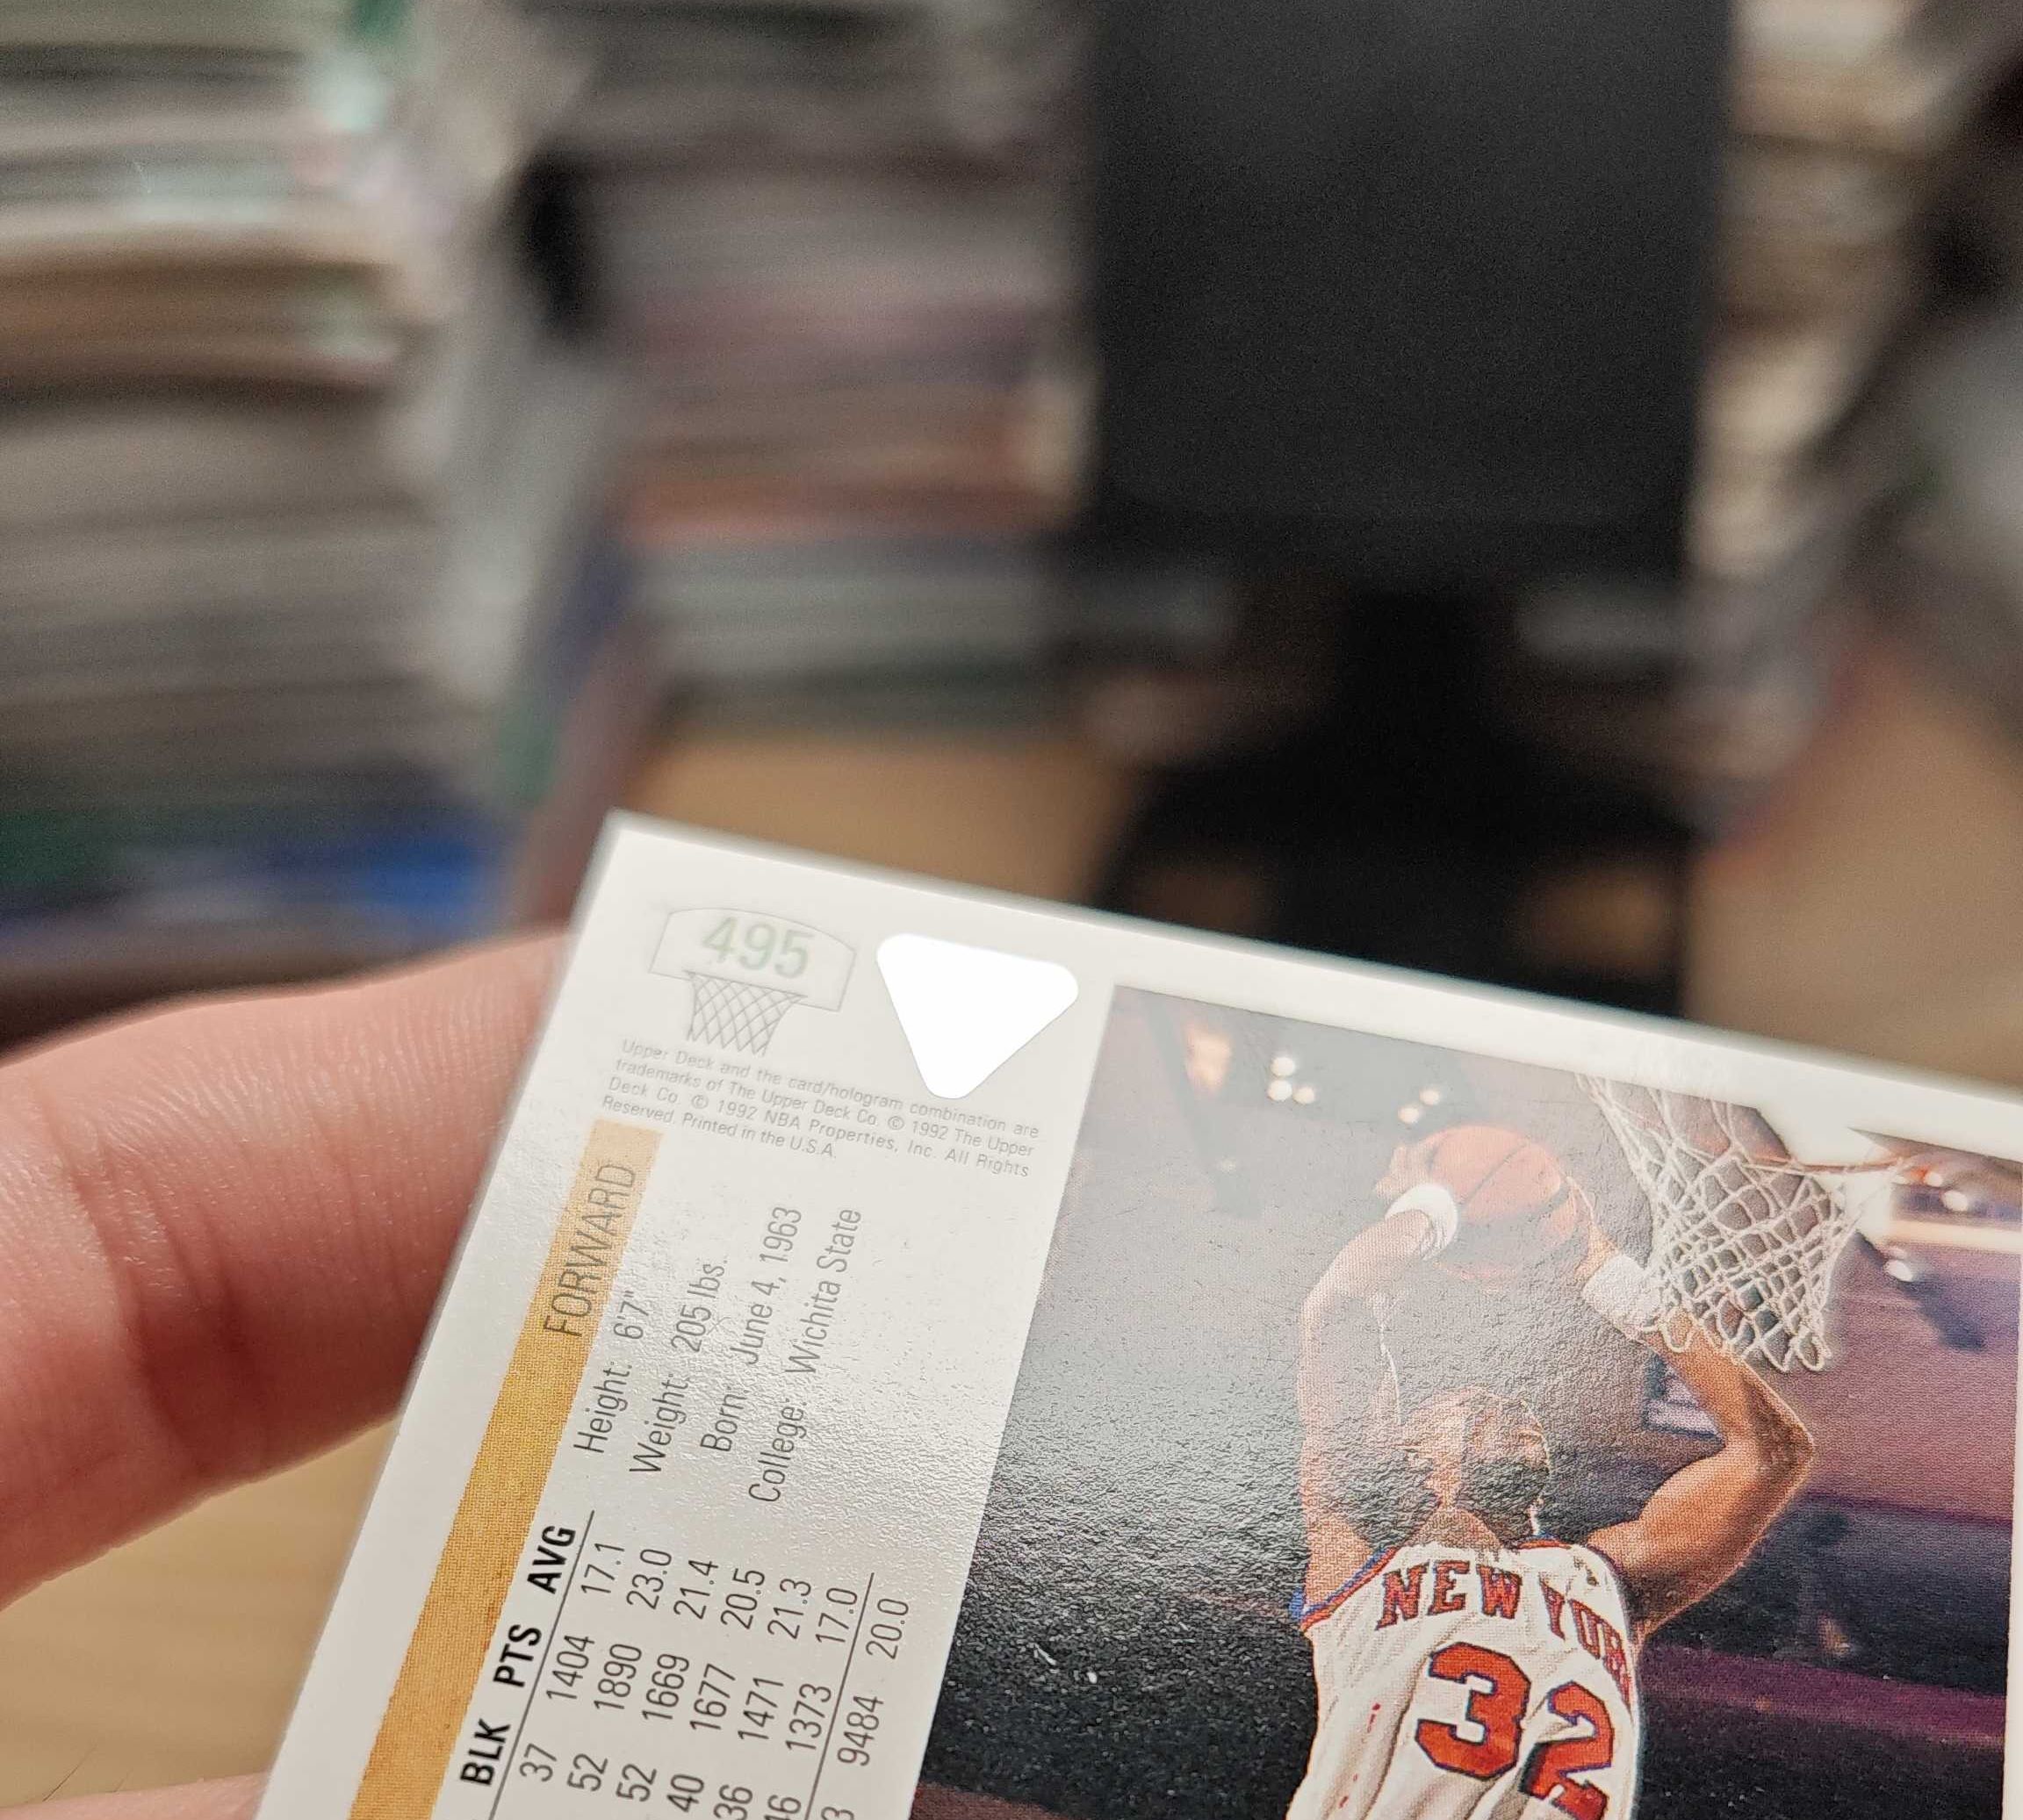 495
Upper Deck and the card/hologram combination are
trademarks of The Upper Deck Co. © 1992 The Upper
Deck Co. © 1992 NBA Properties, Inc. All Rights
Reserved. Printed in the U.S.A.
FORWARD
Height: 6'7"
Weight: 205 lbs.
Born: June 4, 1963
College: Wichita State
BLK PTS AVG
37 1404 17.1
52 1890 23.0
52 1669 21.4
40 1677 20.5
36 1471 21.3
1373 17.0
9484 20.0
NEW YORK
32